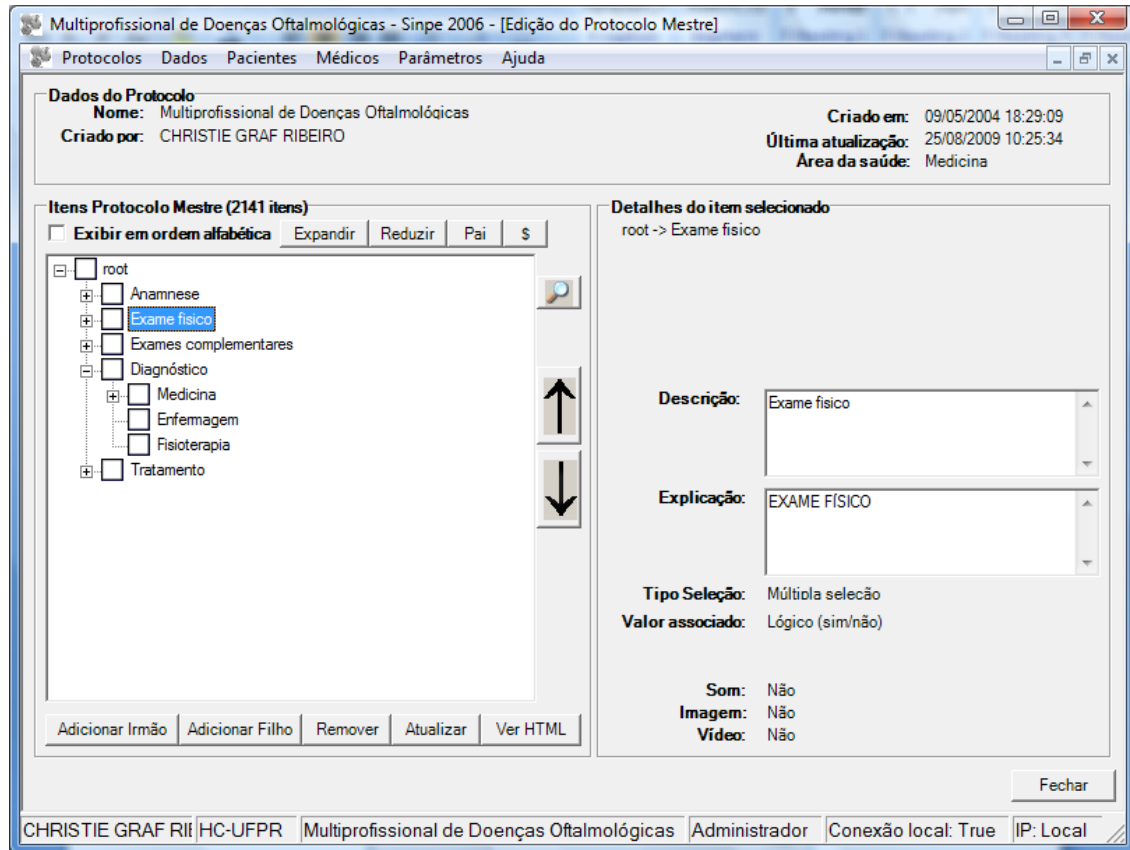 Multiprofissional de Doenças Oftalmológicas - Sinpe 2006 - [Edição do Protocolo Mestre]
Protocolos Dados Pacientes Médicos Parâmetros Ajuda
Dados do Protocolo
Nome: Multiprofissional de Doenças Oftalmológicas
Criado por: CHRISTIE GRAF RIBEIRO
Criado em: 09/05/2004 18:29:09
Última atualização: 25/08/2009 10:25:34
Área da saúde: Medicina
Itens Protocolo Mestre (2141 itens)
Exibir em ordem alfabética Expandir Reduzir Pai $
root
Anamnese
Exame fisico
Exames complementares
Diagnóstico
Medicina
Enfermagem
Fisioterapia
Tratamento
Adicionar Irmão Adicionar Filho Remover Atualizar Ver HTML
Detalhes do item selecionado
root -> Exame fisico
Descrição: Exame fisico
Explicação: EXAME FÍSICO
Tipo Seleção: Múltipla seleção
Valor associado: Lógico (sim/não)
Som: Não
Imagem: Não
Vídeo: Não
Fechar
CHRISTIE GRAF RIE HC-UFPR Multiprofissional de Doenças Oftalmológicas Administrador Conexão local: True IP: Local